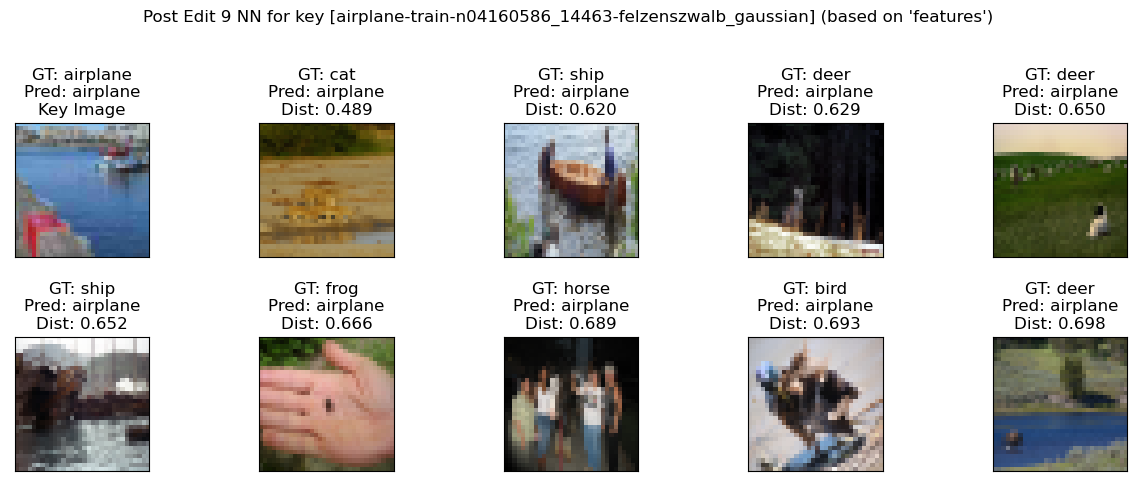 Post Edit 9 NN for key [airplane-train-n04160586_14463-felzenszwalb_gaussian] (based on 'features')
GT: airplane
Pred: airplane
Key Image
GT: cat
Pred: airplane
Dist: 0.489
GT: ship
Pred: airplane
Dist: 0.620
GT: deer
Pred: airplane
Dist: 0.629
GT: deer
Pred: airplane
Dist: 0.650
GT: ship
Pred: airplane
Dist: 0.652
GT: frog
Pred: airplane
Dist: 0.666
GT: horse
Pred: airplane
Dist: 0.689
GT: bird
Pred: airplane
Dist: 0.693
GT: deer
Pred: airplane
Dist: 0.698